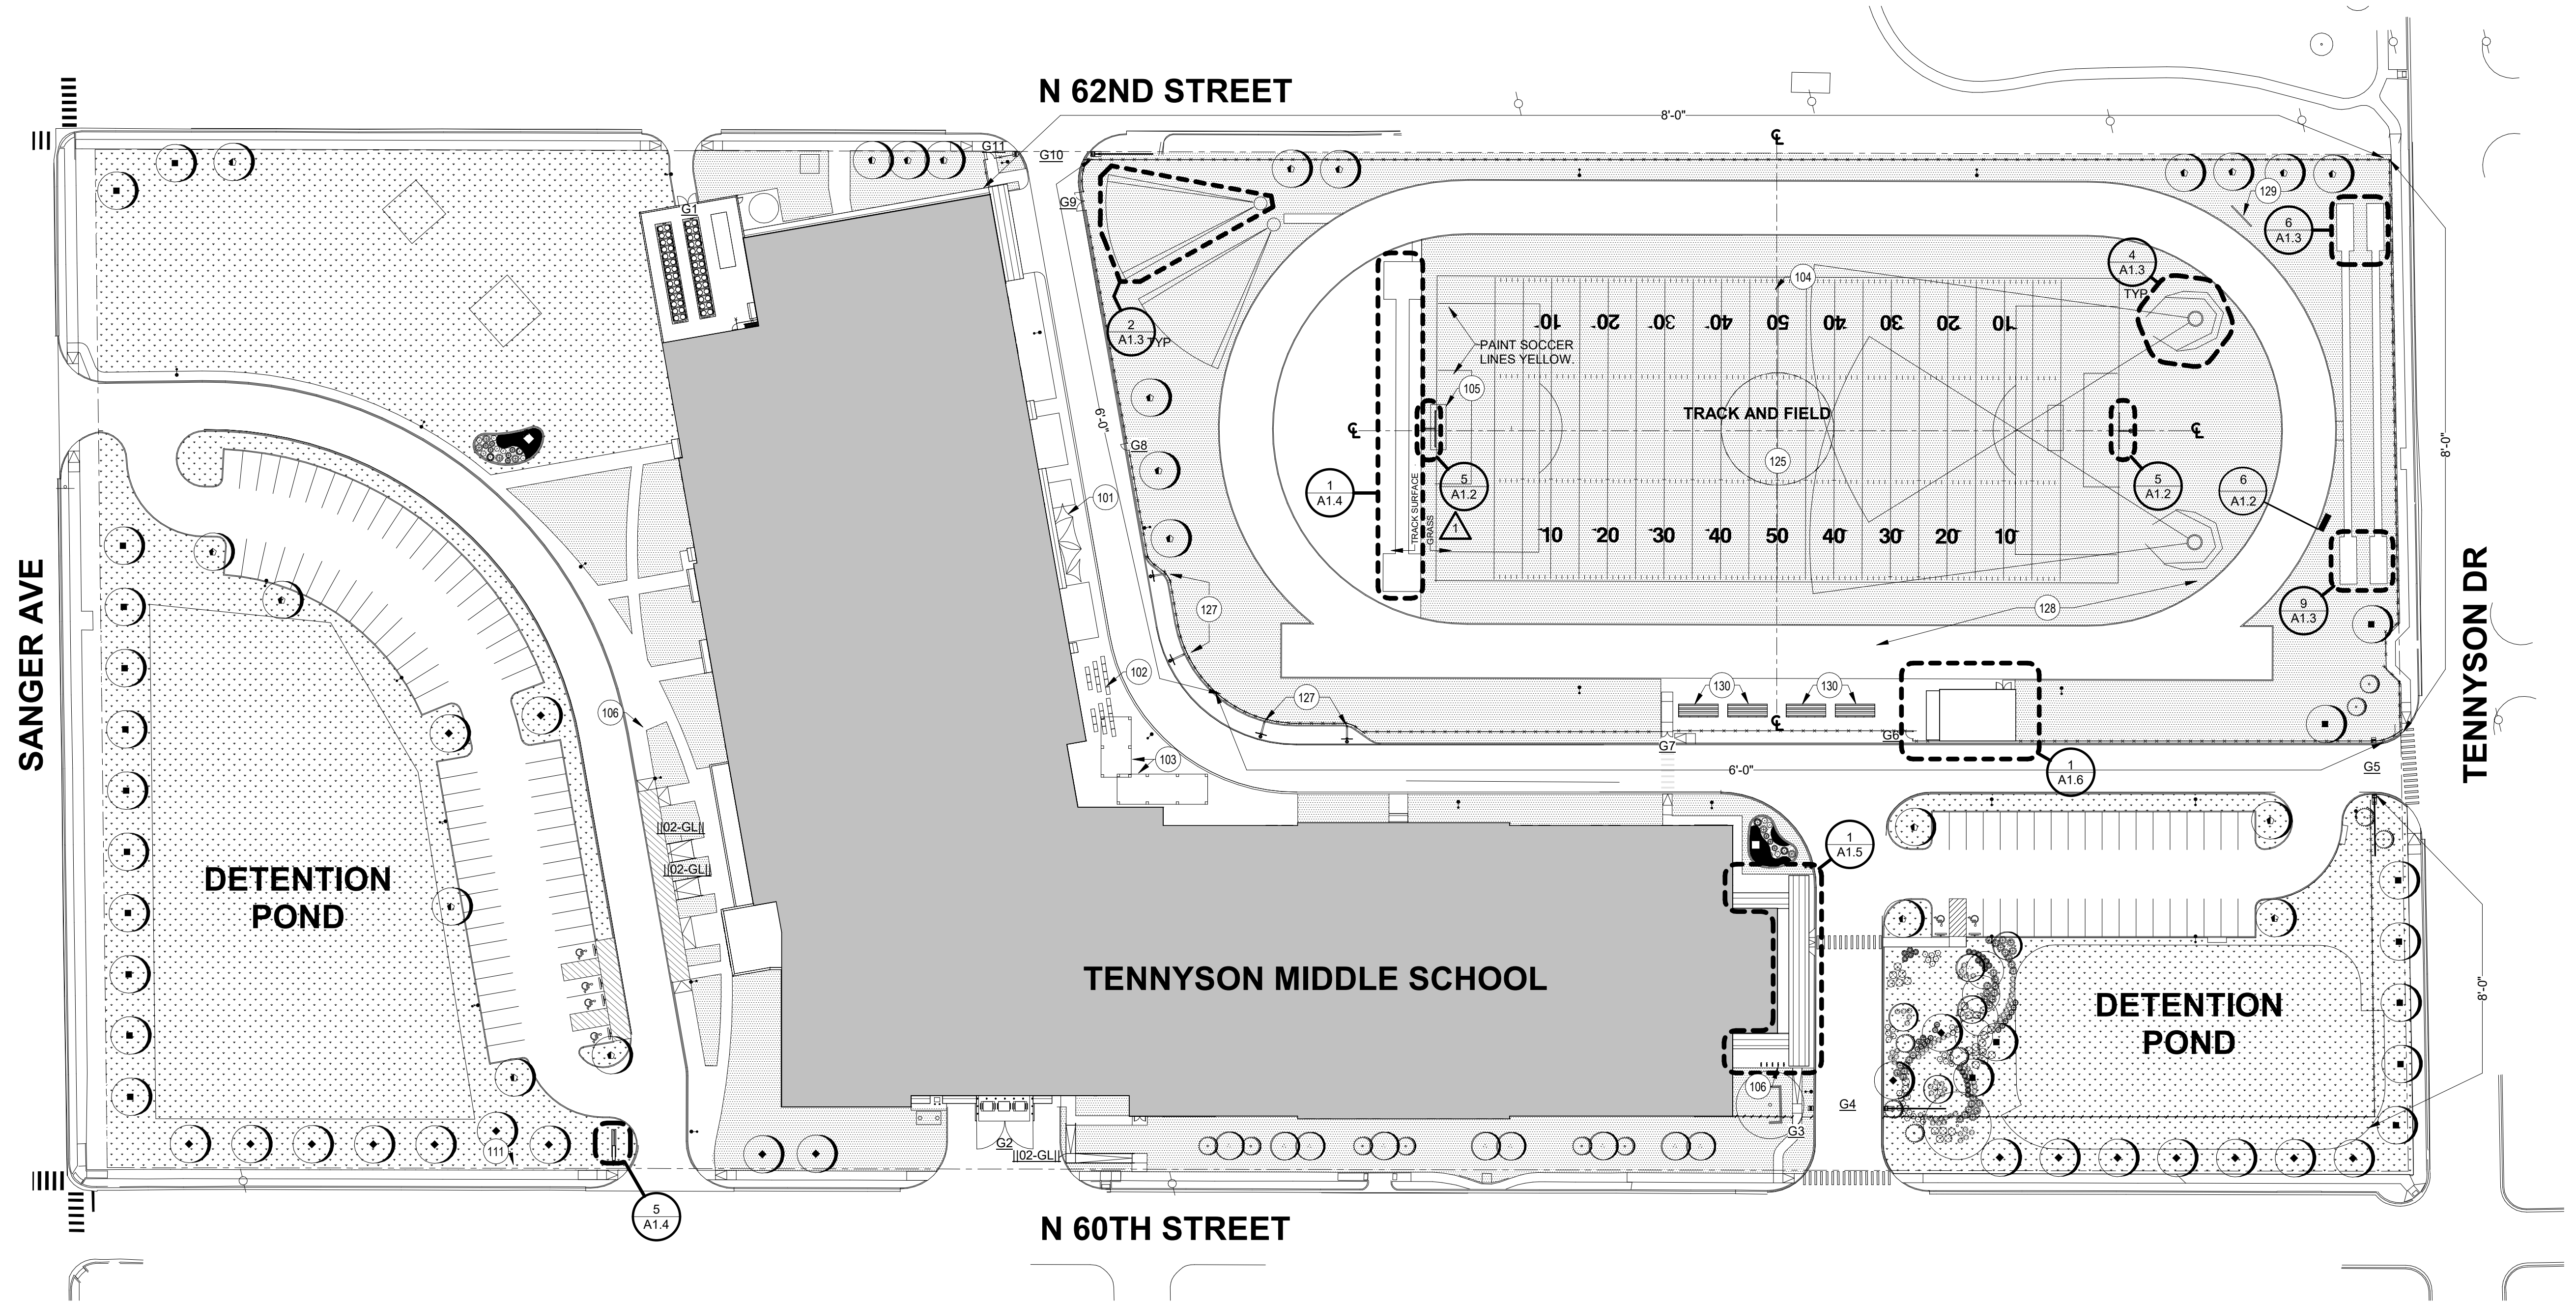 N 62ND STREET
8'-0"
℄
G11
G10
G1
G9
129
6
A1.3
4
A1.3
TYP
104
2
A1.3
TYP
10 20 30 40 50 40 30 20 10
PAINT SOCCER
LINES YELLOW.
105
6'-0"
TRACK AND FIELD
℄
℄
G8
8'-0"
125
1
A1.4
5
A1.2
5
A1.2
6
A1.2
101
TRACK SURFACE
GRASS
1
10 20 30 40 50 40 30 20 10
127
128
9
A1.3
SANGER AVE
TENNYSON DR
102
106
130
130
127
℄
G7
G6
103
6'-0"
1
A1.6
G5
||02-GL||
1
A1.5
||02-GL||
DETENTION
POND
TENNYSON MIDDLE SCHOOL
8'-0"
DETENTION
POND
106
G4
G3
G2
||02-GL||
111
5
A1.4
N 60TH STREET